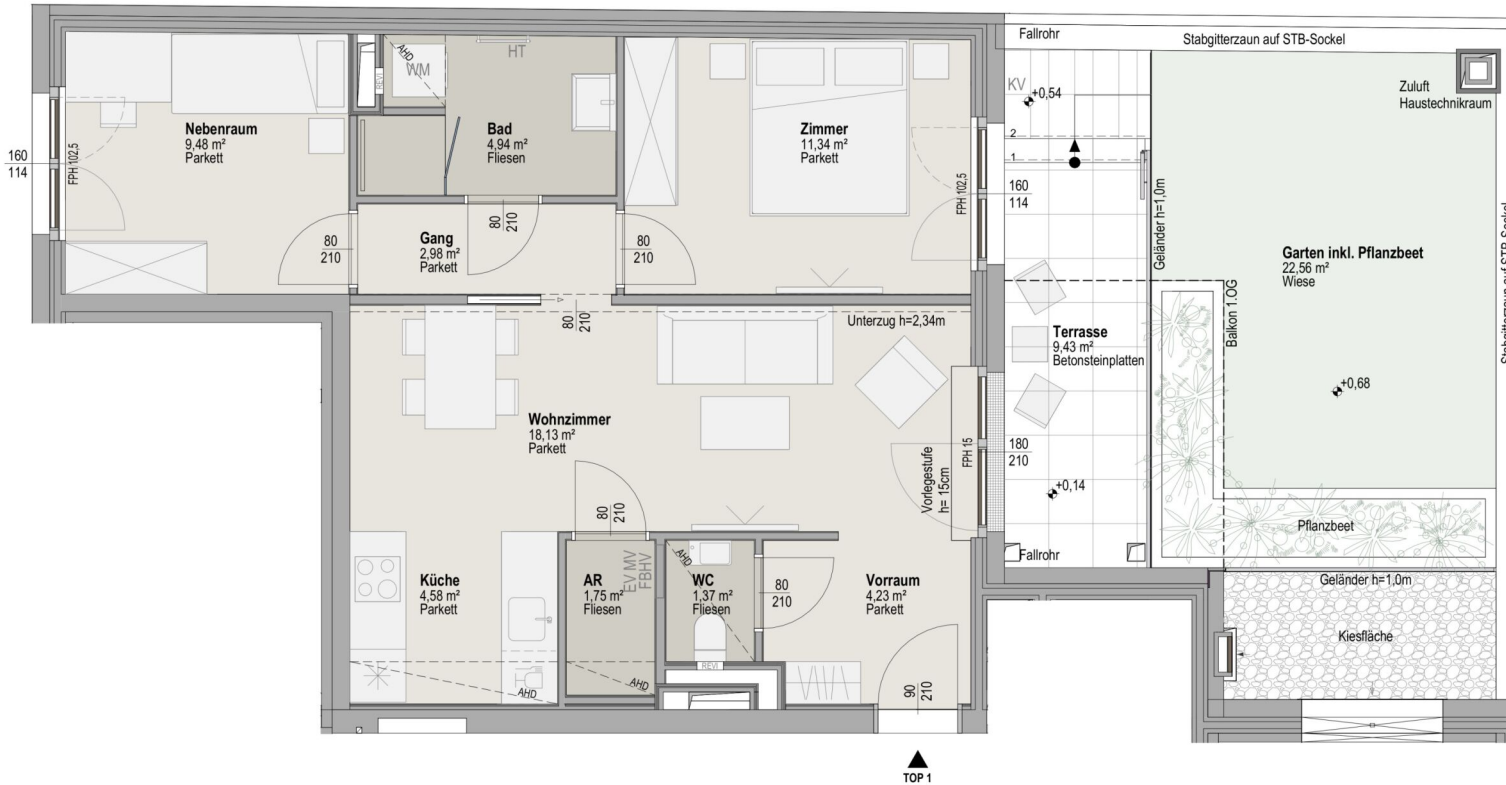 Fallrohr
Stabgitterzaun auf STB-Sockel
Zuluft
Haustechnikraum
KV
+0,54
AHD
WM
REVI
HT
Nebenraum
9,48 m²
Parkett
Bad
4,94 m²
Fliesen
Zimmer
11,34 m²
Parkett
160
114
FPH 102,5
FPH 102,5
160
114
2
1
Geländer h=1,0m
Stabgitterzaun auf STB-Sockel
80
210
Gang
2,98 m²
Parkett
80
210
80
210
Garten inkl. Pflanzbeet
22,56 m²
Wiese
Balkon 1.OG
80
210
Unterzug h=2,34m
Terrasse
9,43 m²
Betonsteinplatten
+0,68
Wohnzimmer
18,13 m²
Parkett
Vorlegestufe
h= 15cm
FPH 15
180
210
+0,14
80
210
Pflanzbeet
Fallrohr
Küche
4,58 m²
Parkett
AR
1,75 m²
Fliesen
EV MV
FBHV
AHD
WC
1,37 m²
Fliesen
80
210
Vorraum
4,23 m²
Parkett
Geländer h=1,0m
Kiesfläche
REVI
AHD
AHD
90
210
TOP 1